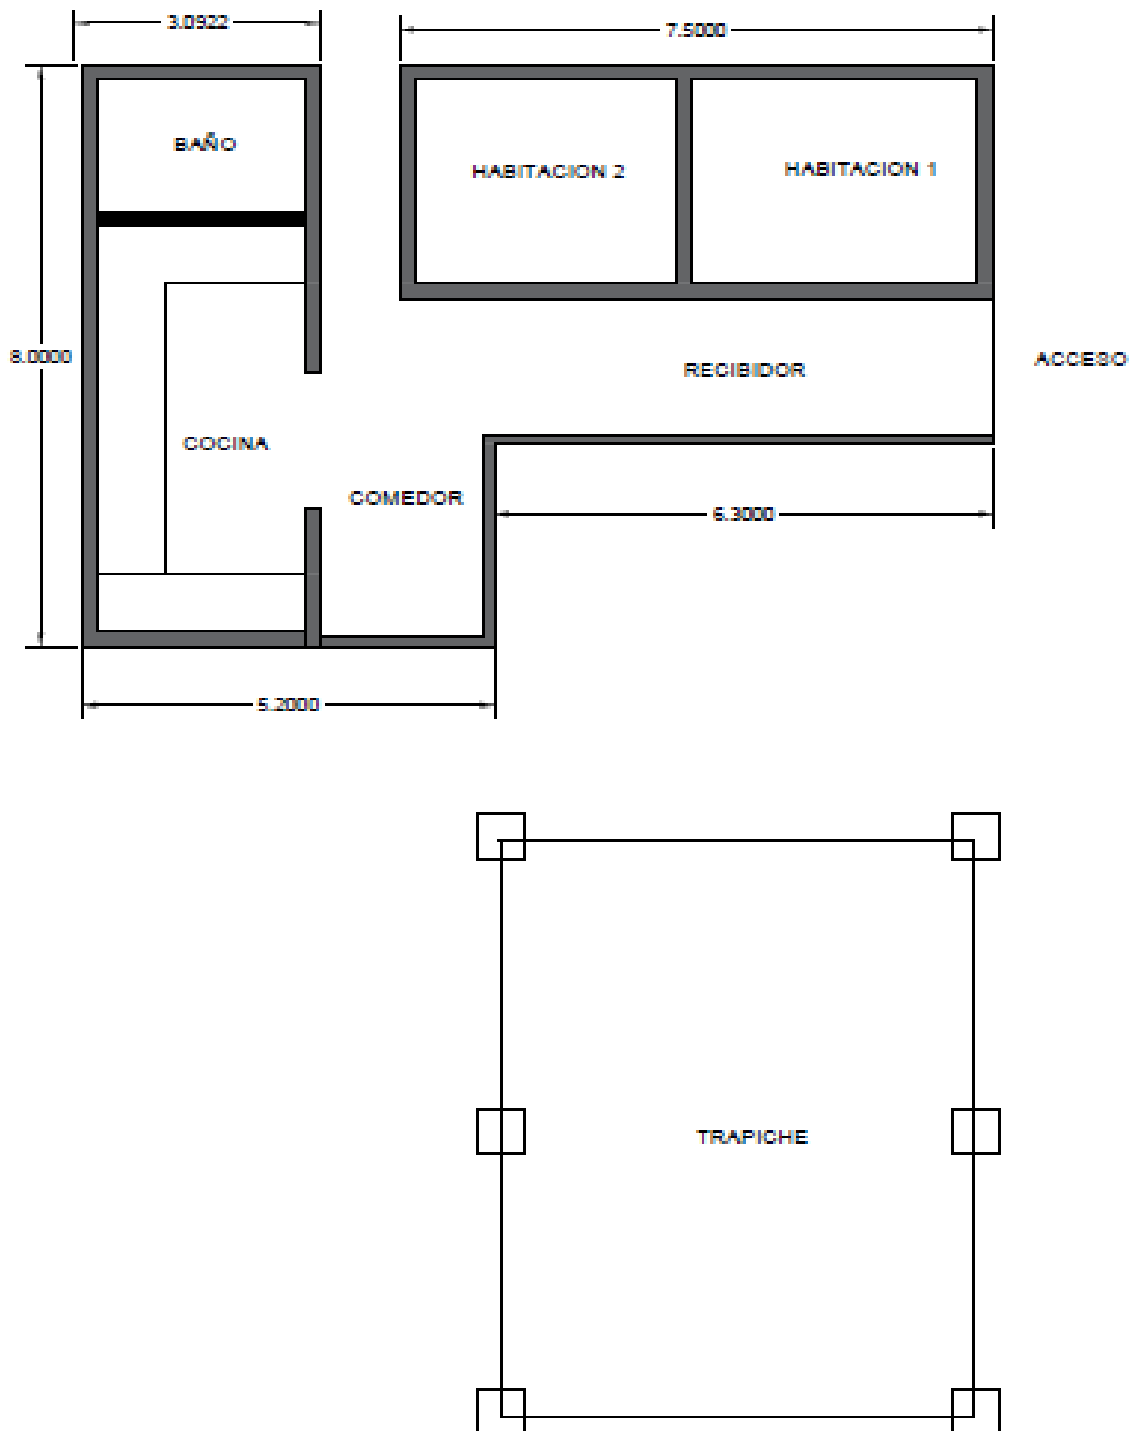 3.0922
7.5000
BAÑO
HABITACION 2
HABITACION 1
8.0000
ACCESO
RECIBIDOR
COCINA
COMEDOR
6.3000
5.2000
TRAPICHE